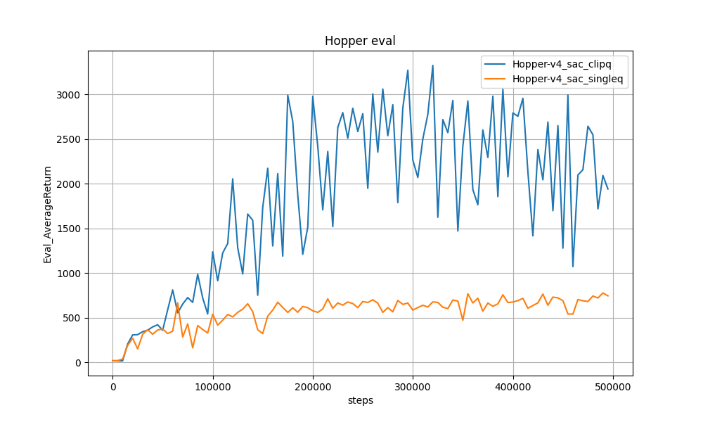 Hopper eval
Hopper-v4_sac_clipq
Hopper-v4_sac_singleq
Eval_AverageReturn
3000
2500
2000
1500
1000
500
0
0 100000 200000 300000 400000 500000
steps